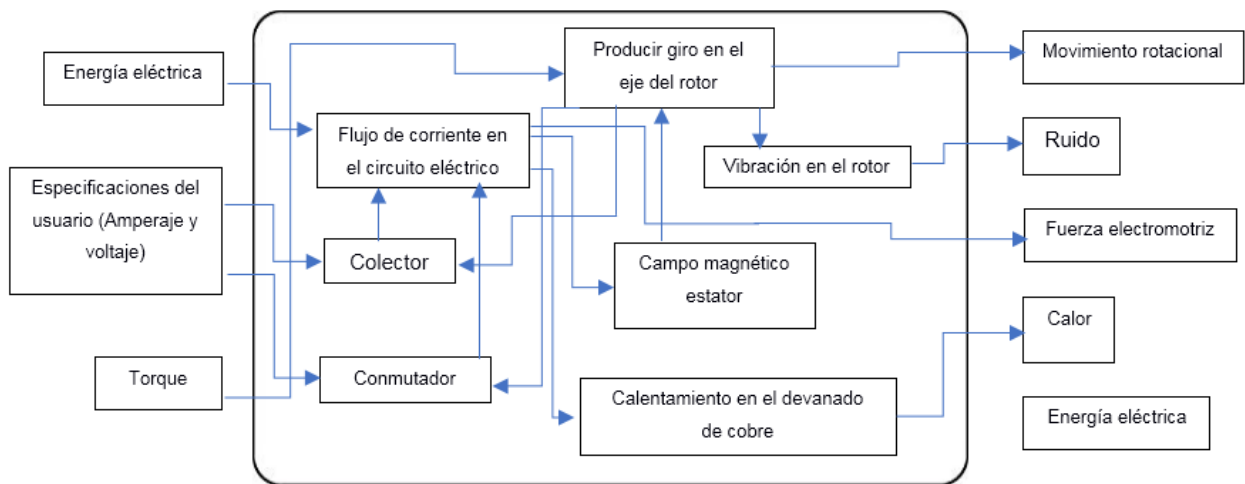 Energía eléctrica
Especificaciones del
usuario (Amperaje y
voltaje)
Torque
Producir giro en el
eje del rotor
Flujo de corriente en
el circuito eléctrico
Vibración en el rotor
Colector
Campo magnético
estator
Conmutador
Calentamiento en el devanado
de cobre
Movimiento rotacional
Ruido
Fuerza electromotriz
Calor
Energía eléctrica